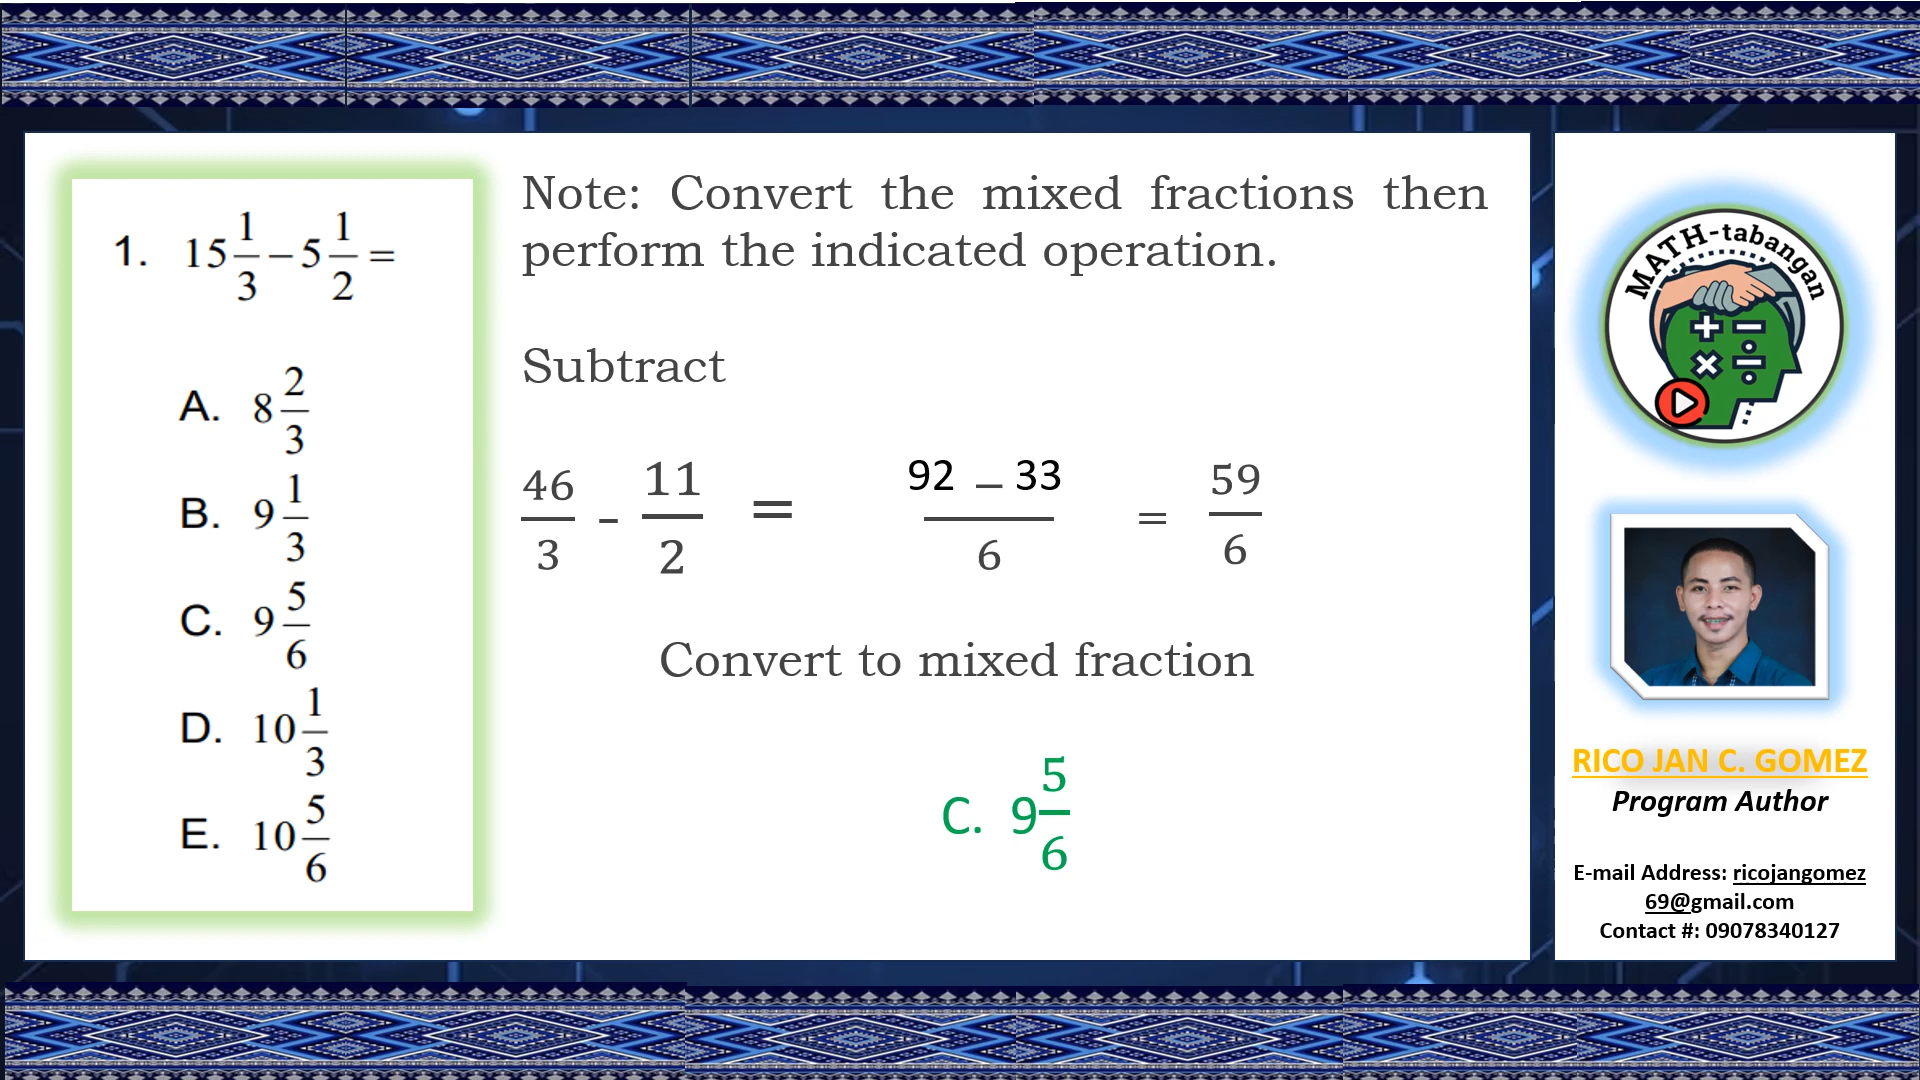 1. 15 1/3 − 5 1/2 =
A. 8 2/3
B. 9 1/3
C. 9 5/6
D. 10 1/3
E. 10 5/6
Note: Convert the mixed fractions then
perform the indicated operation.
Subtract
46/3 - 11/2 = 92 − 33/6 = 59/6
Convert to mixed fraction
C. 9 5/6
MATH-tabangan
RICO JAN C. GOMEZ
Program Author
E-mail Address: ricojangomez
69@gmail.com
Contact #: 09078340127